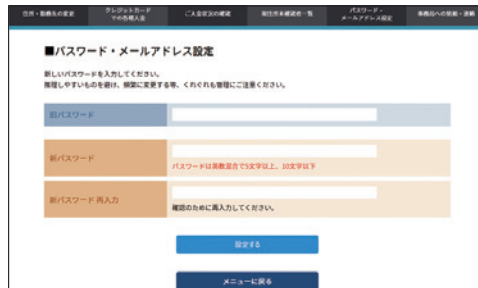 住所・勤務先の変更
クレジットカード
での各種入金
ご入金状況の確認
現住所未確認者一覧
パスワード・
メールアドレス設定
事務局への依頼・連絡
■パスワード・メールアドレス設定
新しいパスワードを入力してください。
推理しやすいものを避け、頻繁に変更する等、くれぐれも管理にご注意ください。
旧パスワード
新パスワード
パスワードは英数混合で5文字以上、10文字以下
新パスワード 再入力
確認のために再入力してください。
設定する
メニューに戻る